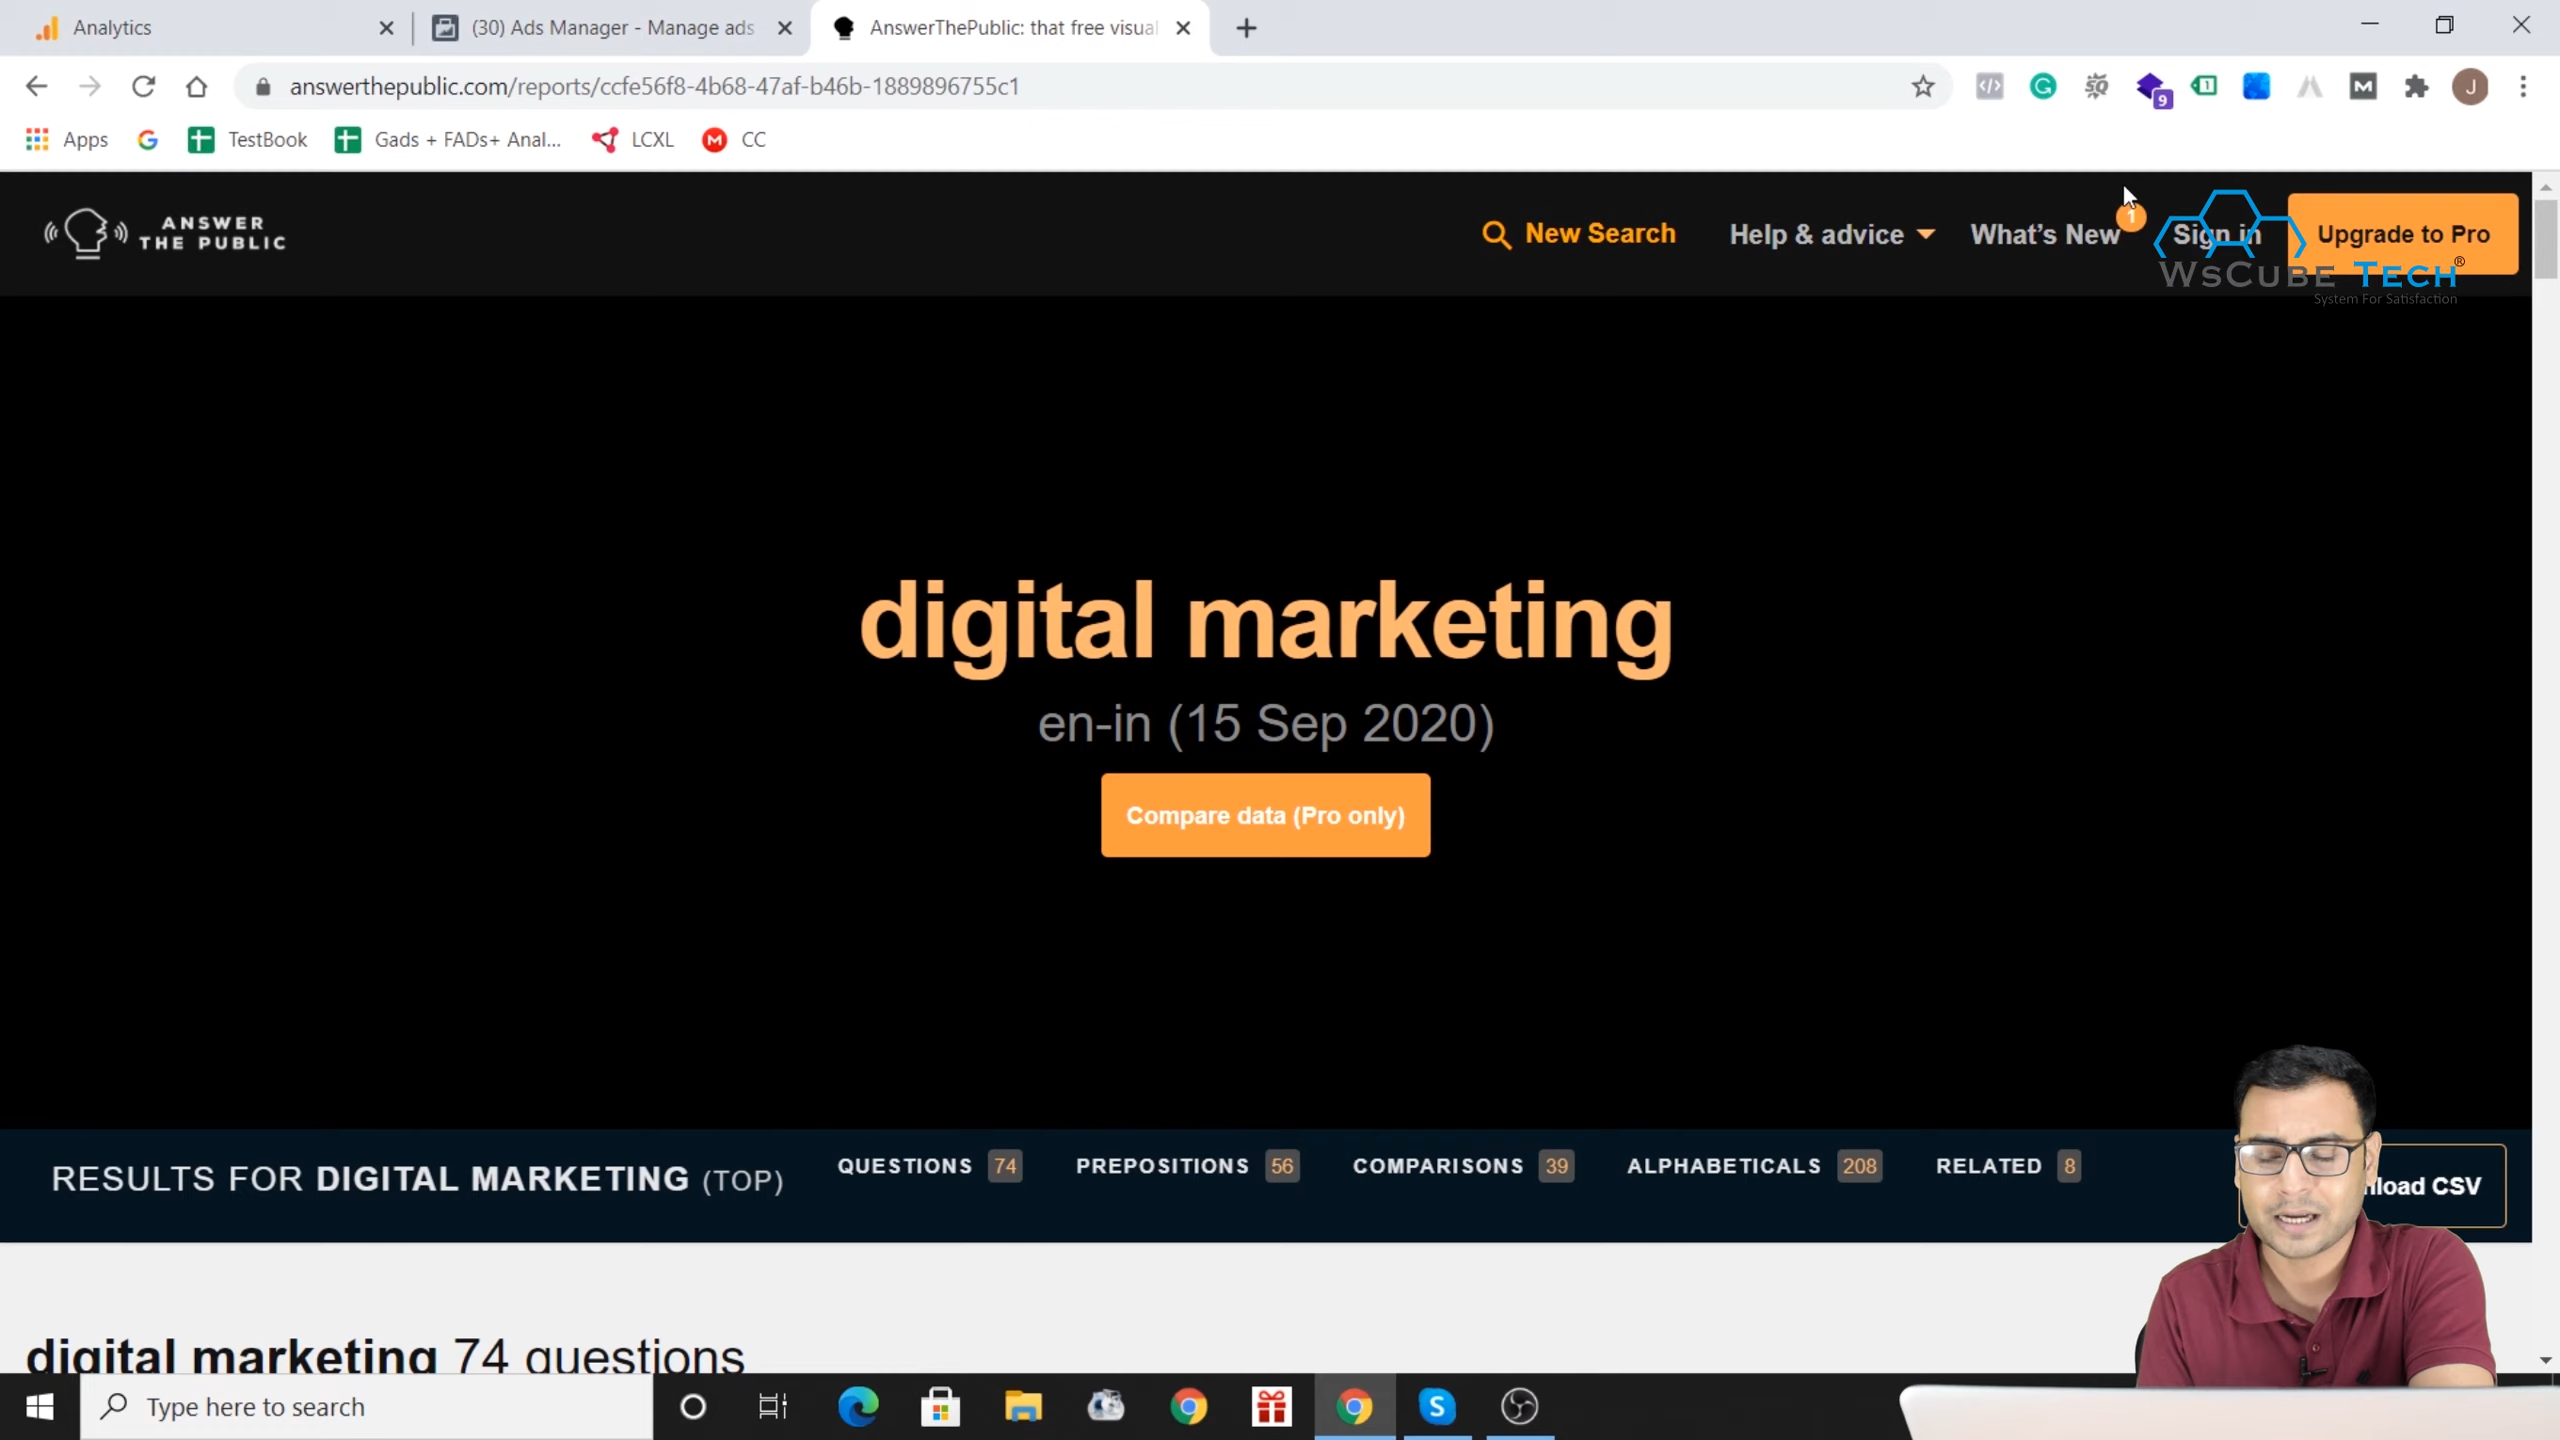 Analytics
(30) Ads Manager - Manage ads
AnswerThePublic: that free visual
answerthepublic.com/reports/ccfe56f8-4b68-47af-b46b-1889896755c1
9
1
J
Apps
TestBook
Gads + FADs+ Anal...
LCXL
CC
ANSWER
THE PUBLIC
New Search
Help & advice
What's New
1
Sign in
Upgrade to Pro
WsCube Tech®
System For Satisfaction
digital marketing
en-in (15 Sep 2020)
Compare data (Pro only)
RESULTS FOR DIGITAL MARKETING (TOP)
QUESTIONS 74
PREPOSITIONS 56
COMPARISONS 39
ALPHABETICALS 208
RELATED 8
load CSV
digital marketing 74 questions
Type here to search